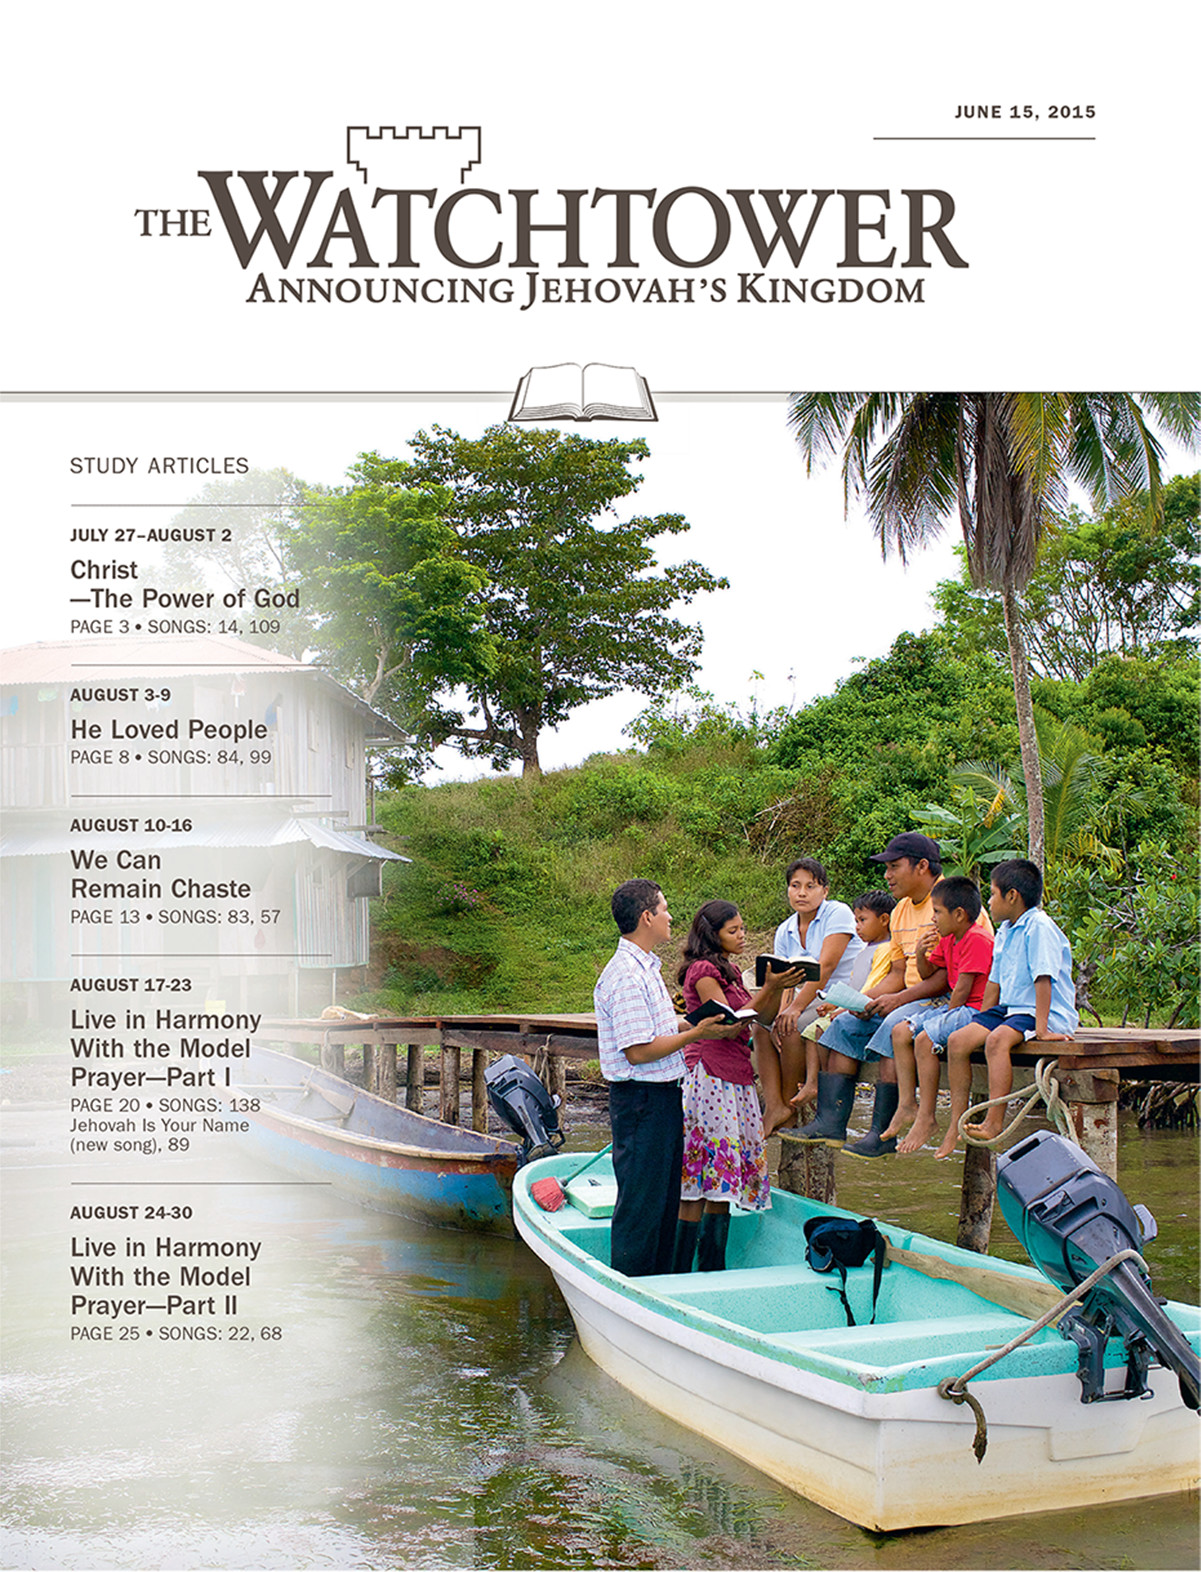 JUNE 15, 2015
THE WATCHTOWER
ANNOUNCING JEHOVAH'S KINGDOM
STUDY ARTICLES
JULY 27–AUGUST 2
Christ
—The Power of God
PAGE 3 • SONGS: 14, 109
AUGUST 3-9
He Loved People
PAGE 8 • SONGS: 84, 99
AUGUST 10-16
We Can
Remain Chaste
PAGE 13 • SONGS: 83, 57
AUGUST 17-23
Live in Harmony
With the Model
Prayer—Part I
PAGE 20 • SONGS: 138
Jehovah Is Your Name
(new song), 89
AUGUST 24-30
Live in Harmony
With the Model
Prayer—Part II
PAGE 25 • SONGS: 22, 68